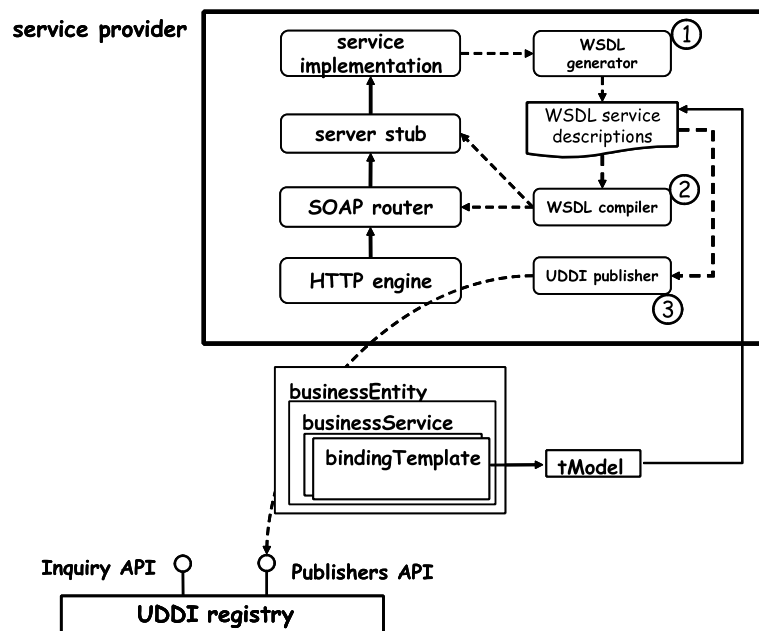 service provider
service
implementation
1
WSDL
generator
WSDL service
descriptions
server stub
2
SOAP router
WSDL compiler
HTTP engine
UDDI publisher
3
businessEntity
businessService
bindingTemplate
tModel
Inquiry API
Publishers API
UDDI registry